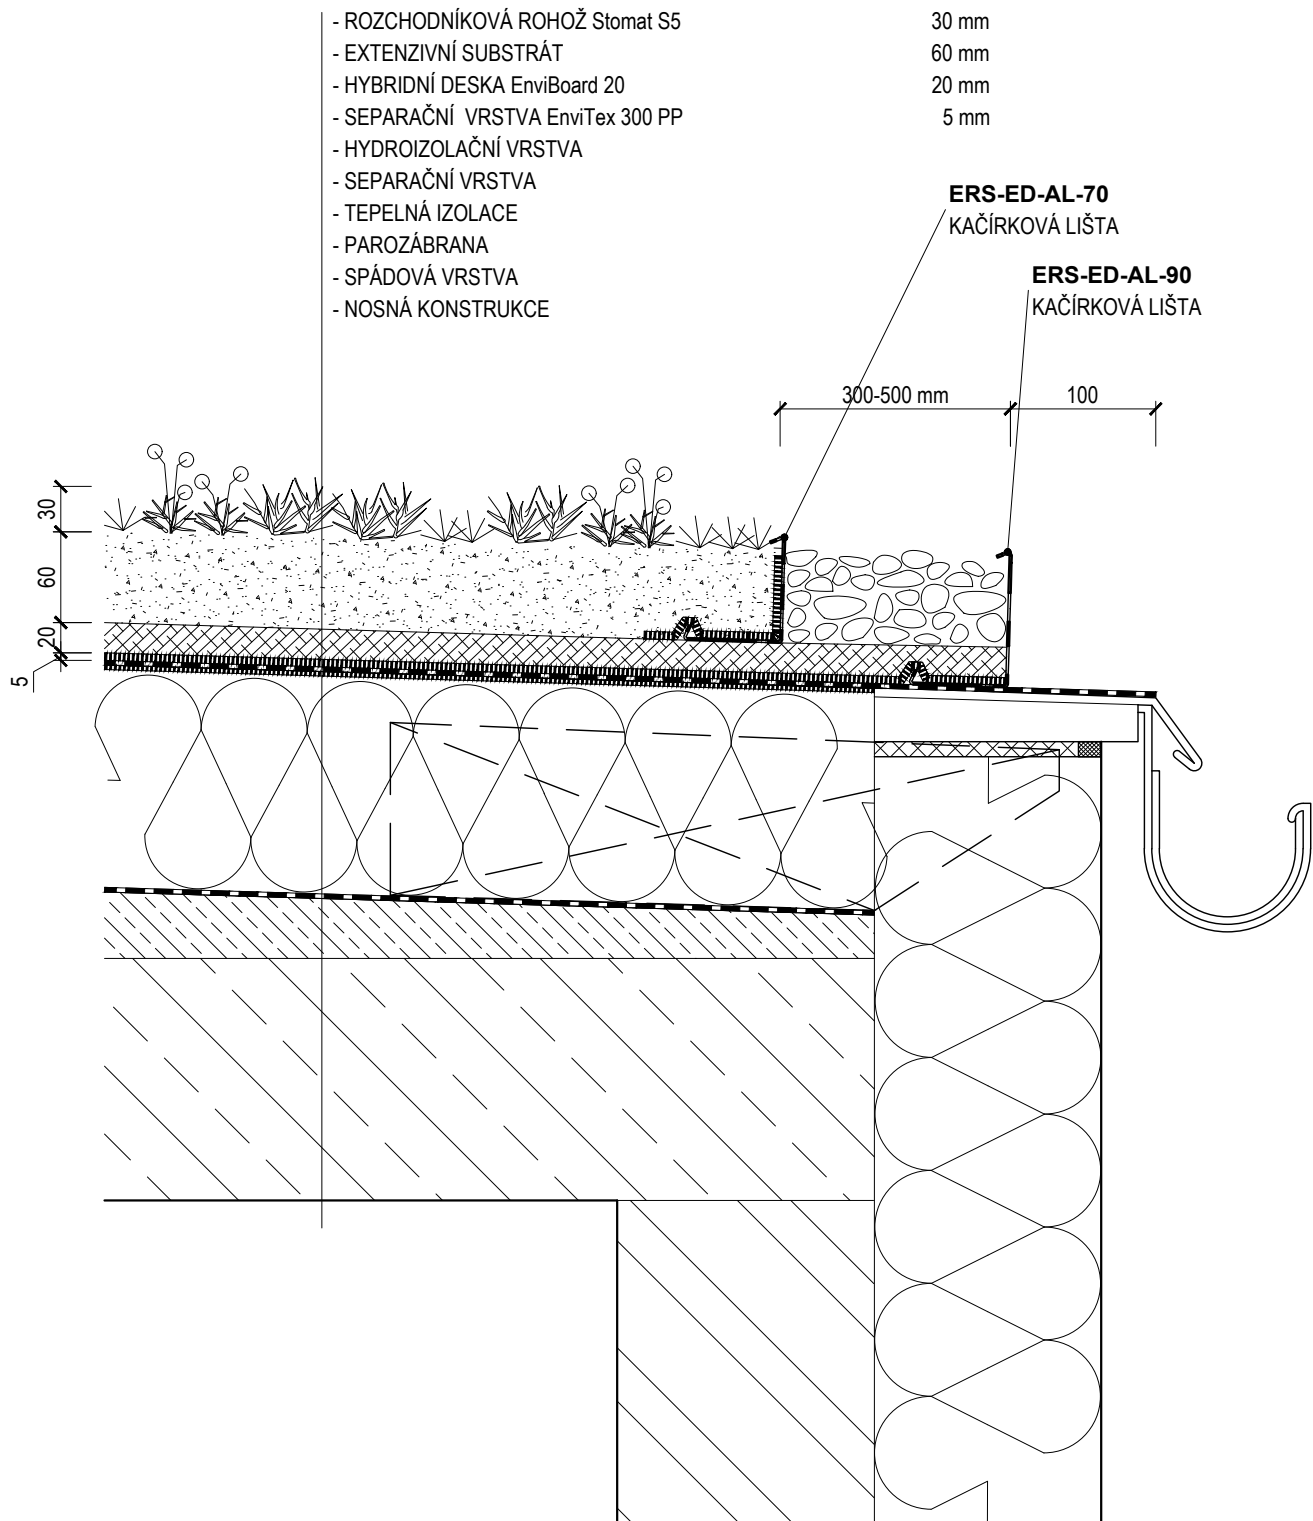 - ROZCHODNÍKOVÁ ROHOŽ Stomat S5 30 mm
- EXTENZIVNÍ SUBSTRÁT 60 mm
- HYBRIDNÍ DESKA EnviBoard 20 20 mm
- SEPARAČNÍ VRSTVA EnviTex 300 PP 5 mm
- HYDROIZOLAČNÍ VRSTVA
- SEPARAČNÍ VRSTVA
- TEPELNÁ IZOLACE
- PAROZÁBRANA
- SPÁDOVÁ VRSTVA
- NOSNÁ KONSTRUKCE
ERS-ED-AL-70
KAČÍRKOVÁ LIŠTA
ERS-ED-AL-90
KAČÍRKOVÁ LIŠTA
300-500 mm
100
30
60
20
5